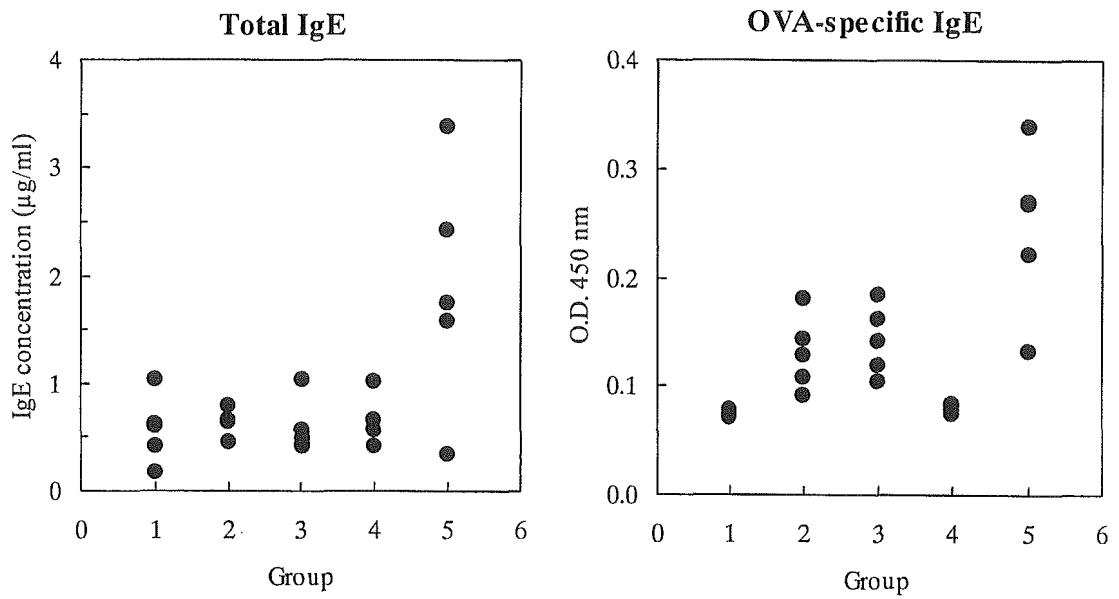 Total IgE
IgE concentration (µg/ml)
4
3
2
1
0
0 1 2 3 4 5 6
Group
OVA-specific IgE
O.D. 450 nm
0.4
0.3
0.2
0.1
0.0
0 1 2 3 4 5 6
Group